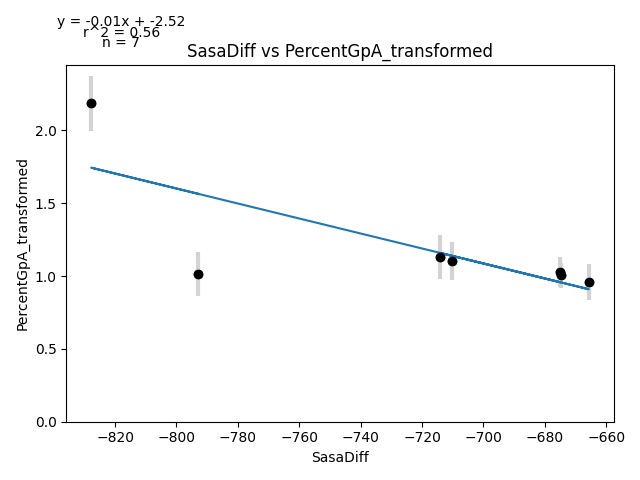 y = -0.01x + -2.52
r^2 = 0.56
n = 7
SasaDiff vs PercentGpA_transformed
PercentGpA_transformed
2.0
1.5
1.0
0.5
0.0
−820 −800 −780 −760 −740 −720 −700 −680 −660
SasaDiff